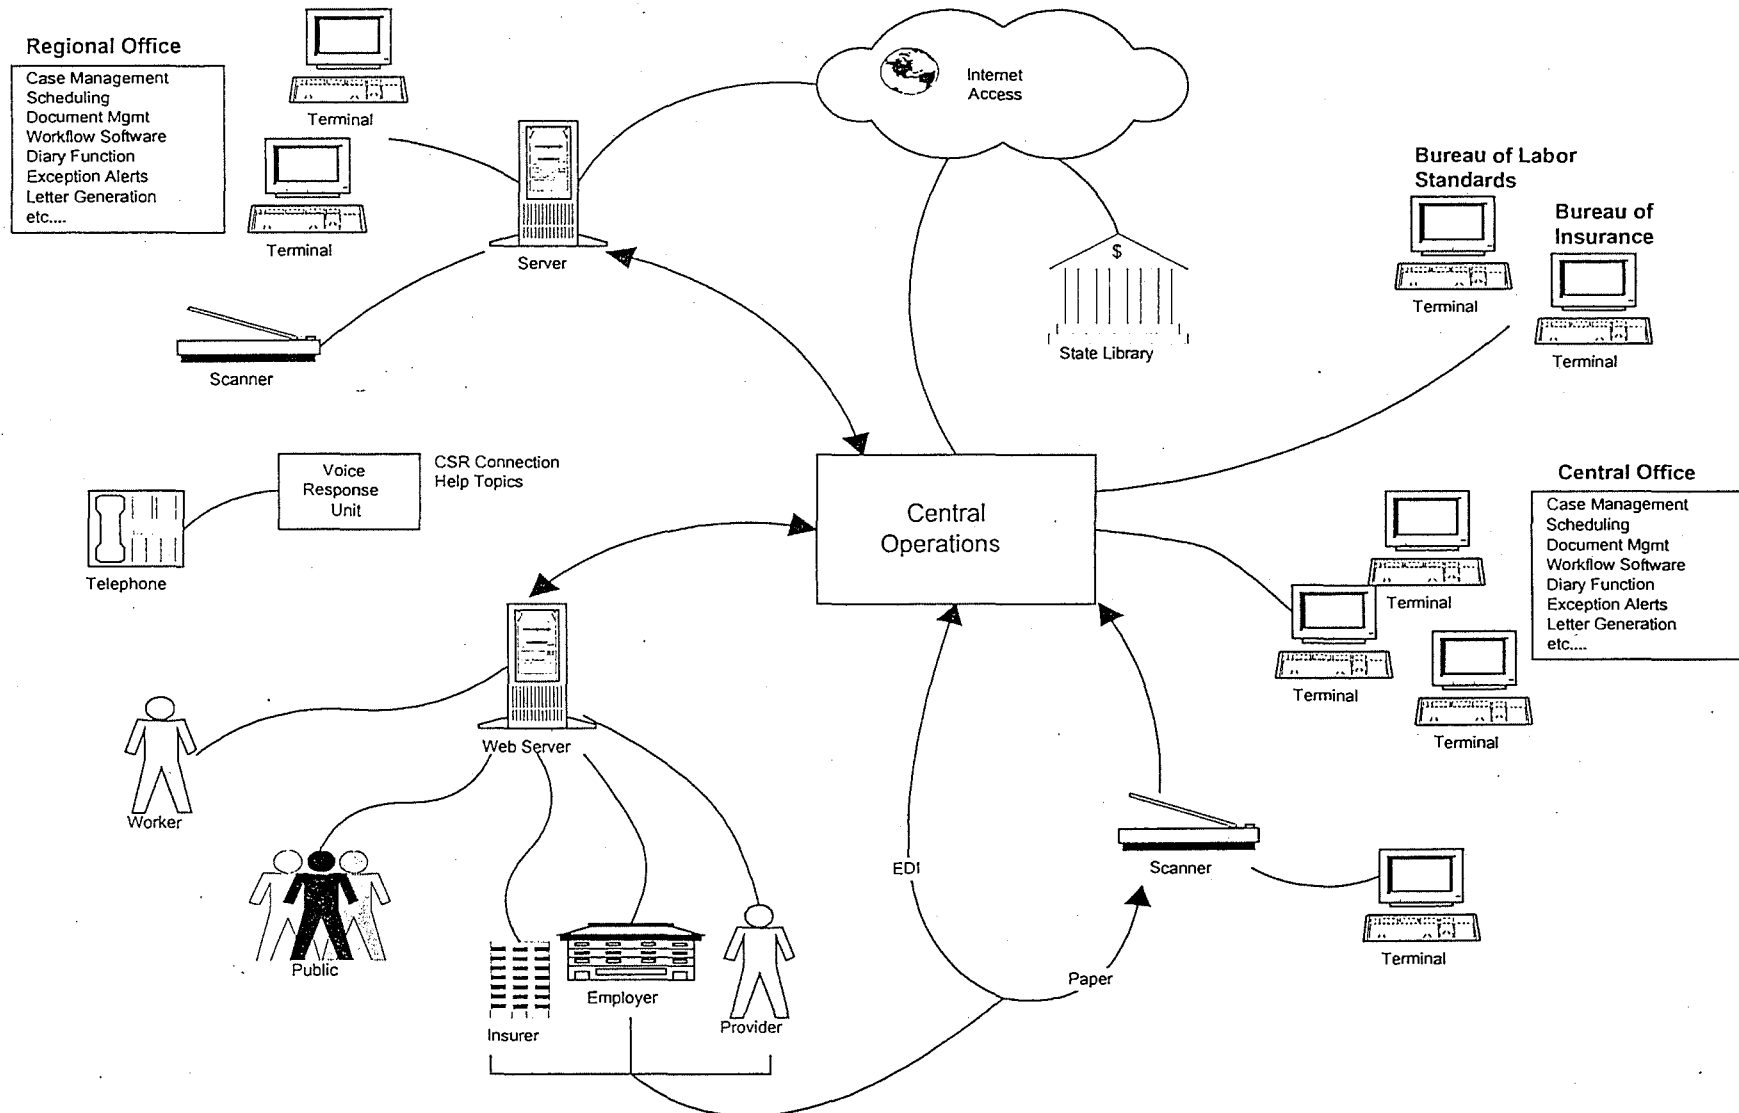 Regional Office
Case Management
Scheduling
Document Mgmt
Workflow Software
Diary Function
Exception Alerts
Letter Generation
etc....
Terminal
Terminal
Server
Scanner
Internet
Access
$
State Library
Bureau of Labor
Standards
Terminal
Bureau of
Insurance
Terminal
Voice
Response
Unit
CSR Connection
Help Topics
Telephone
Central
Operations
Central Office
Case Management
Scheduling
Document Mgmt
Workflow Software
Diary Function
Exception Alerts
Letter Generation
etc....
Terminal
Terminal
Terminal
Web Server
Worker
Public
Insurer
Employer
Provider
EDI
Paper
Scanner
Terminal